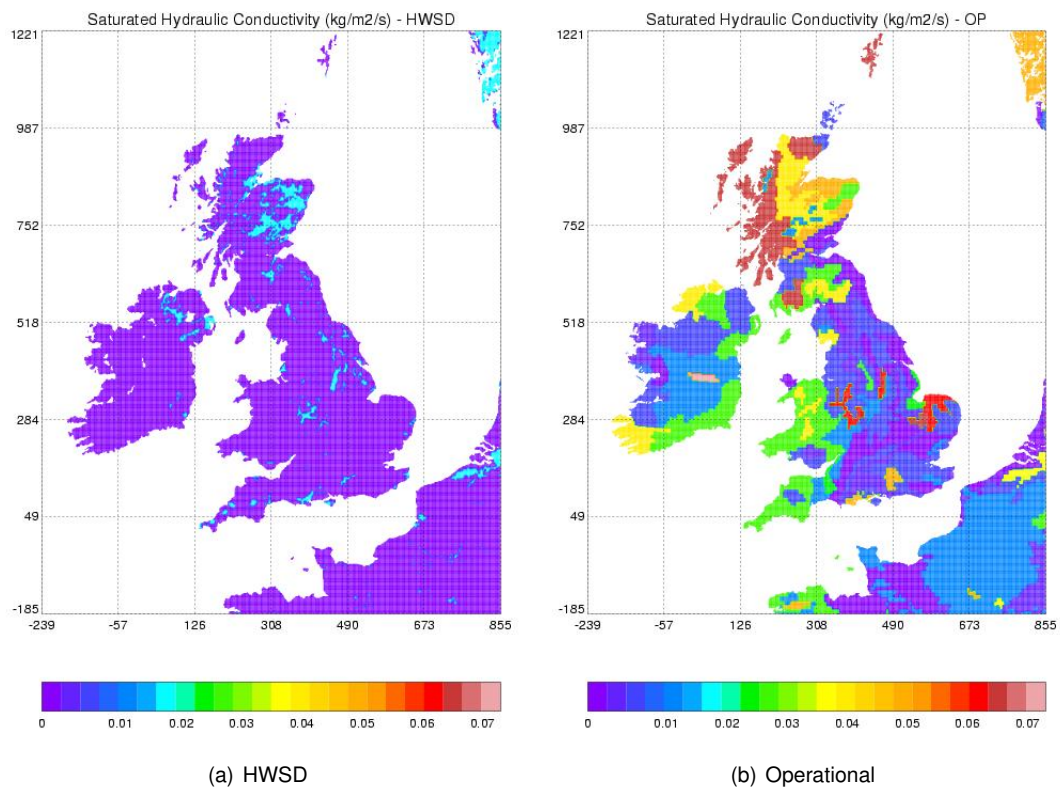 Saturated Hydraulic Conductivity (kg/m2/s) - HWSD
1221
987
752
518
284
49
-185
-239 -57 126 308 490 673 855
0 0.01 0.02 0.03 0.04 0.05 0.06 0.07
(a) HWSD
Saturated Hydraulic Conductivity (kg/m2/s) - OP
1221
987
752
518
284
49
-185
-239 -57 126 308 490 673 855
0 0.01 0.02 0.03 0.04 0.05 0.06 0.07
(b) Operational